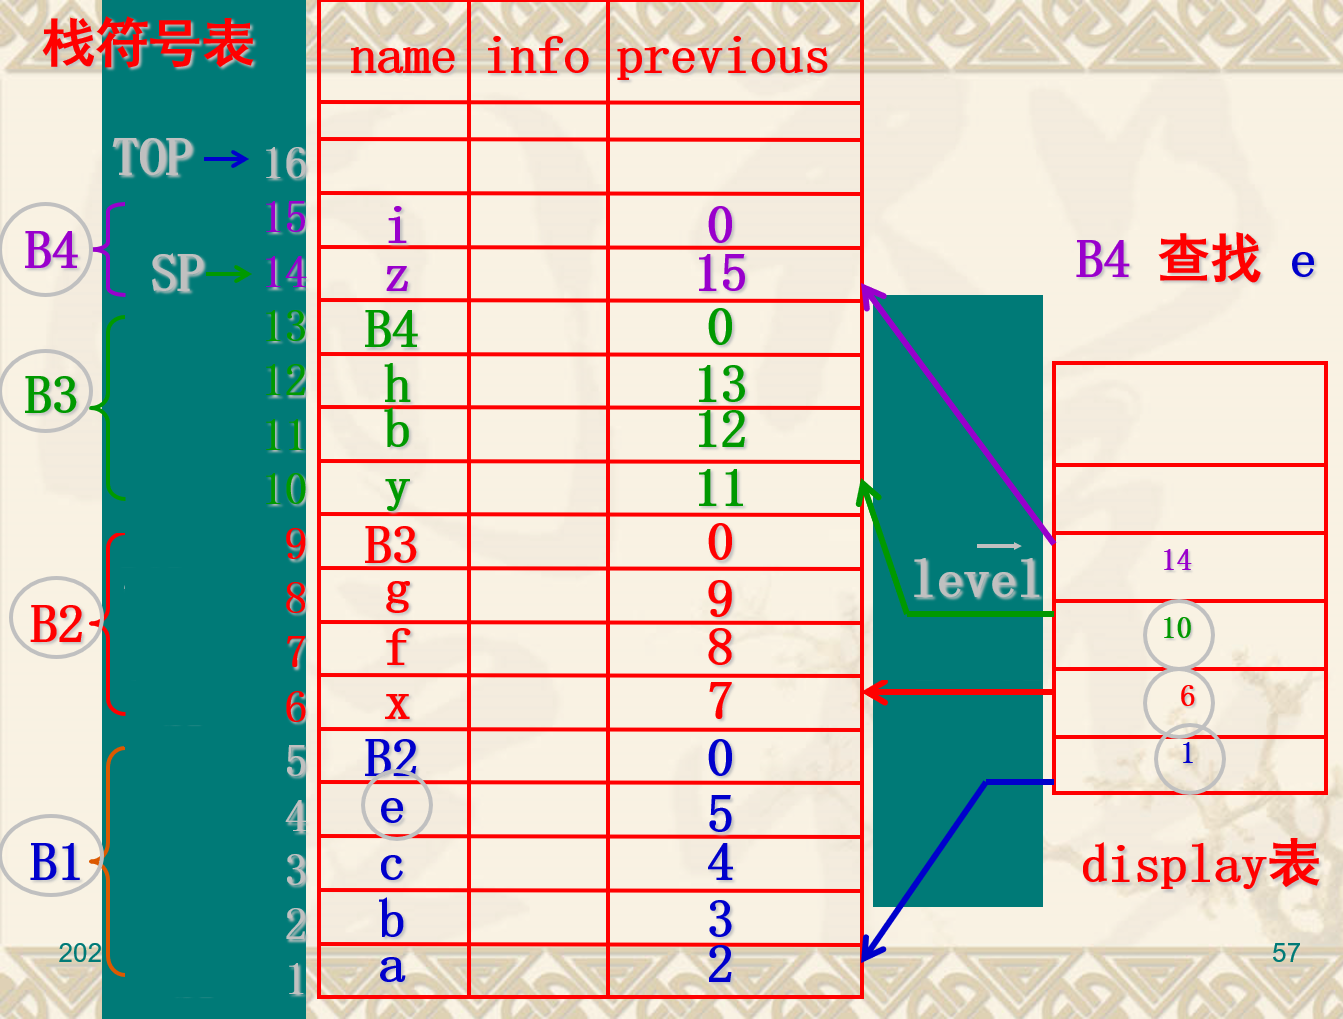 栈符号表
name info previous
TOP 16
15 i 0
SP 14 z 15
13 B4 0
12 h 13
11 b 12
10 y 11
9 B3 0
8 g 9
7 f 8
6 x 7
5 B2 0
4 e 5
3 c 4
2 b 3
1 a 2
B4
B3
B2
B1
B4 查找 e
level
14
10
6
1
display表
202
57